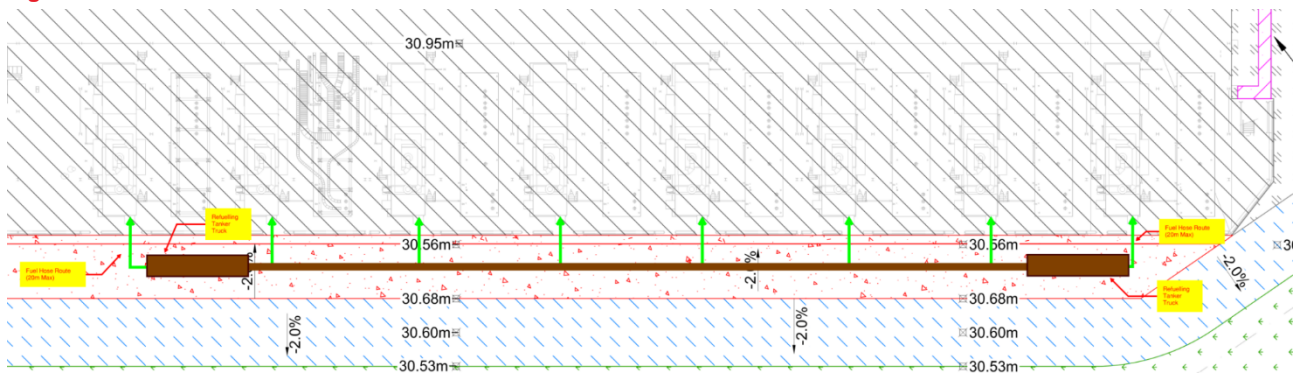 30.95m
Refuelling
Tanker
Truck
Fuel Hose Route
(20m Max)
30.56m
30.56m
Fuel Hose Route
(20m Max)
-2.0%
30.68m
30.68m
Refuelling
Tanker
Truck
-2.0%
-2.0%
30.60m
-2.0%
30.60m
30.53m
30.53m